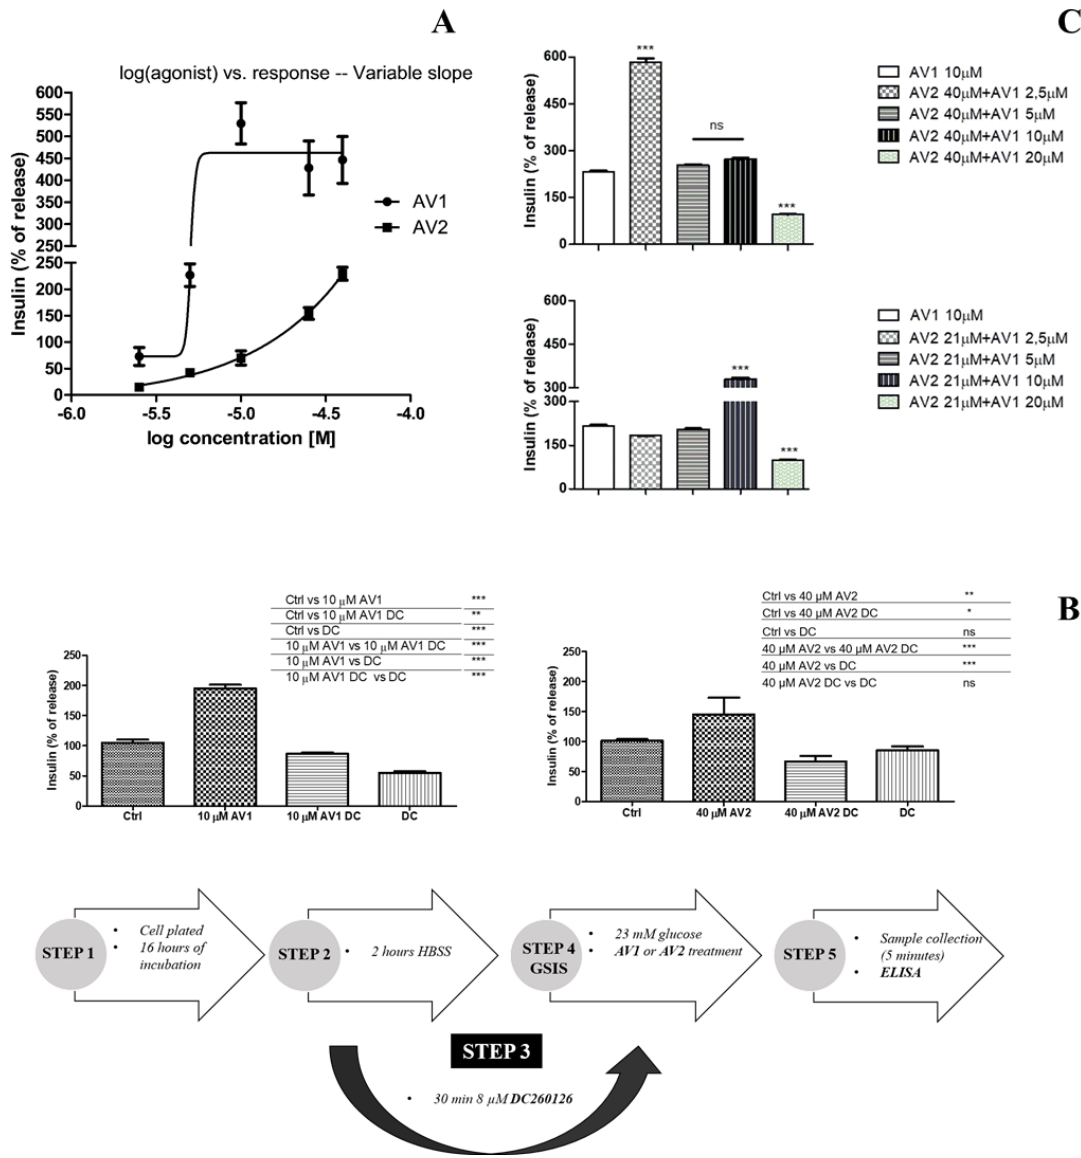 A
log(agonist) vs. response -- Variable slope
Insulin (% of release)
600
550
500
450
400
350
300
250
250
200
150
100
50
0
-6.0
-5.5
-5.0
-4.5
-4.0
log concentration [M]
AV1
AV2
C
Insulin (% of release)
600
450
300
150
0
***
ns
***
AV1 10µM
AV2 40µM+AV1 2,5µM
AV2 40µM+AV1 5µM
AV2 40µM+AV1 10µM
AV2 40µM+AV1 20µM
Insulin (% of release)
600
450
300
300
150
0
***
***
AV1 10µM
AV2 21µM+AV1 2,5µM
AV2 21µM+AV1 5µM
AV2 21µM+AV1 10µM
AV2 21µM+AV1 20µM
B
Ctrl vs 10 µM AV1 ***
Ctrl vs 10 µM AV1 DC **
Ctrl vs DC ***
10 µM AV1 vs 10 µM AV1 DC ***
10 µM AV1 vs DC ***
10 µM AV1 DC vs DC ***
Insulin (% of release)
250
200
150
100
50
0
Ctrl
10 µM AV1
10 µM AV1 DC
DC
Ctrl vs 40 µM AV2 **
Ctrl vs 40 µM AV2 DC *
Ctrl vs DC ns
40 µM AV2 vs 40 µM AV2 DC ***
40 µM AV2 vs DC ***
40 µM AV2 DC vs DC ns
Insulin (% of release)
250
200
150
100
50
0
Ctrl
40 µM AV2
40 µM AV2 DC
DC
STEP 1
• Cell plated
• 16 hours of
incubation
STEP 2
• 2 hours HBSS
STEP 4
GSIS
• 23 mM glucose
• AV1 or AV2 treatment
STEP 5
• Sample collection
(5 minutes)
• ELISA
STEP 3
• 30 min 8 µM DC260126